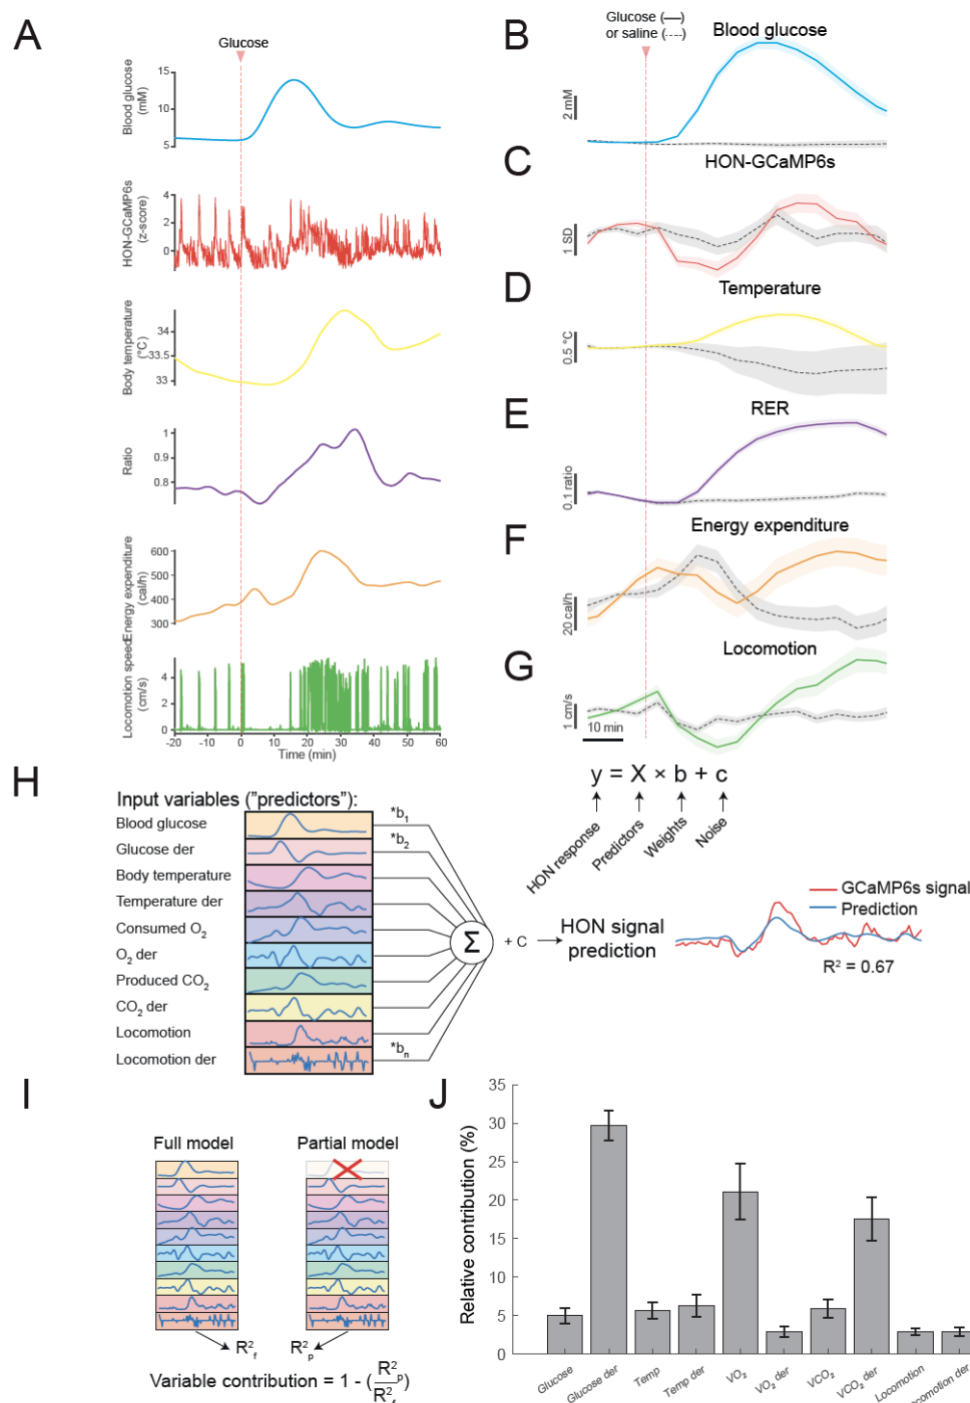 A
Glucose
Blood glucose
(mM)
15
10
5
HON-GCaMP6s
(z-score)
4
2
0
Body temperature
(°C)
34
33.5
33
Ratio
1
0.9
0.8
Energy expenditure
(cal/h)
600
500
400
300
Locomotion speed
(cm/s)
4
2
0
-20 -10 0 10 20 30 40 50 60
Time (min)
B
Glucose (—)
or saline (----)
Blood glucose
2 mM
C
HON-GCaMP6s
1 SD
D
Temperature
0.5 °C
E
RER
0.1 ratio
F
Energy expenditure
20 cal/h
G
Locomotion
1 cm/s
10 min
H
Input variables ("predictors"):
Blood glucose
Glucose der
Body temperature
Temperature der
Consumed O₂
O₂ der
Produced CO₂
CO₂ der
Locomotion
Locomotion der
*b₁
*b₂
*bₙ
Σ
+ C
HON signal
prediction
y = X × b + c
HON response
Predictors
Weights
Noise
GCaMP6s signal
Prediction
R² = 0.67
I
Full model
Partial model
R²f
R²p
Variable contribution = 1 - (R²p/R²f)
J
Relative contribution (%)
35
30
25
20
15
10
5
0
Glucose
Glucose der
Temp
Temp der
VO₂
VO₂ der
VCO₂
VCO₂ der
Locomotion
ocomotion der